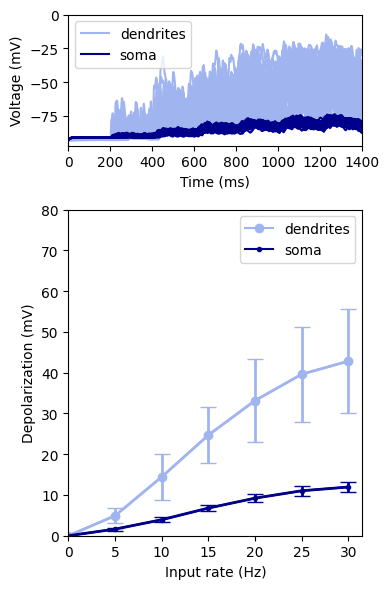 0
−25
−50
−75
Voltage (mV)
dendrites
soma
0 200 400 600 800 1000 1200 1400
Time (ms)
80
70
60
50
40
30
20
10
0
Depolarization (mV)
dendrites
soma
0 5 10 15 20 25 30
Input rate (Hz)